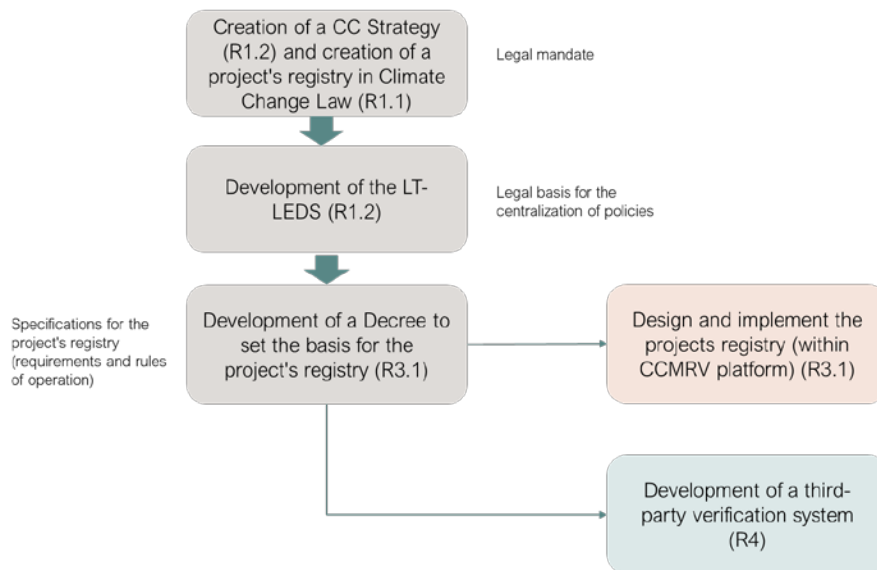 Creation of a CC Strategy
(R1.2) and creation of a
project's registry in Climate
Change Law (R1.1)
Legal mandate
Development of the LT-
LEDS (R1.2)
Legal basis for the
centralization of policies
Specifications for the
project's registry
(requirements and rules
of operation)
Development of a Decree to
set the basis for the
project's registry (R3.1)
Design and implement the
projects registry (within
CCMRV platform) (R3.1)
Development of a third-
party verification system
(R4)